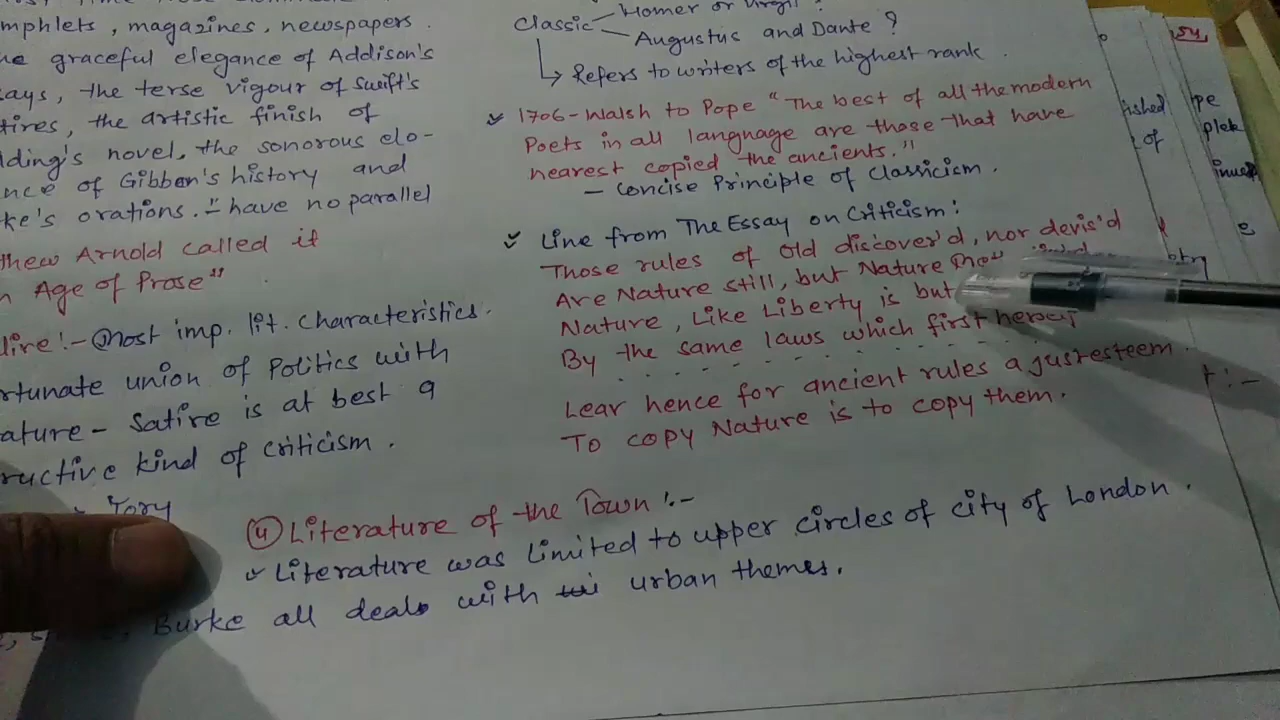 mphlets, magazines, newspapers.
graceful elegance of Addison's
says, the terse vigour of Swift's
tires, the artistic finish of
lding's novel, the sonorous elo-
nce of Gibbon's history and
ke's orations. - have no parallel
thew Arnold called it
Age of Prose"
lire :- Most imp. lit. characteristics.
rtunate union of Politics with
ature - Satire is at best a
ructive kind of criticism.
Tory
Classic - Homer or Virgil?
Augustus and Dante?
Refers to writers of the highest rank.
1706 - Walsh to Pope "The best of all the modern
Poets in all language are those that have
nearest copied the ancients."
- Concise Principle of Classicism.
Line from The Essay on Criticism:
Those rules of old discover'd, nor devis'd
Are Nature still, but Nature
Nature, Like Liberty is but
By the same laws which first
Lear hence for ancient rules a just esteem
To copy Nature is to copy them.
(4) Literature of the Town :-
Literature was limited to upper circles of city of London.
Burke all deals with urban themes.
54
ished
of
pe
plek
e
t :-